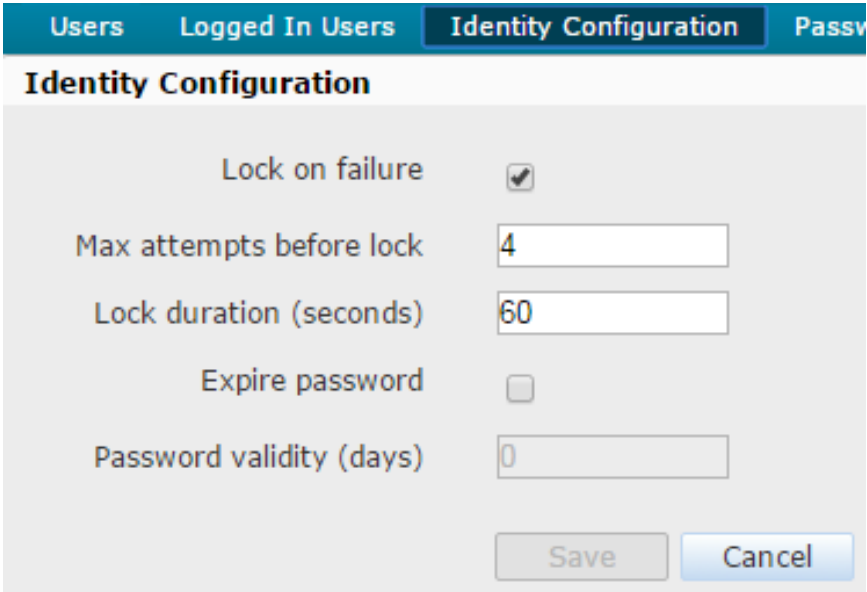 Users Logged In Users Identity Configuration Passw
Identity Configuration
Lock on failure
Max attempts before lock 4
Lock duration (seconds) 60
Expire password
Password validity (days) 0
Save Cancel